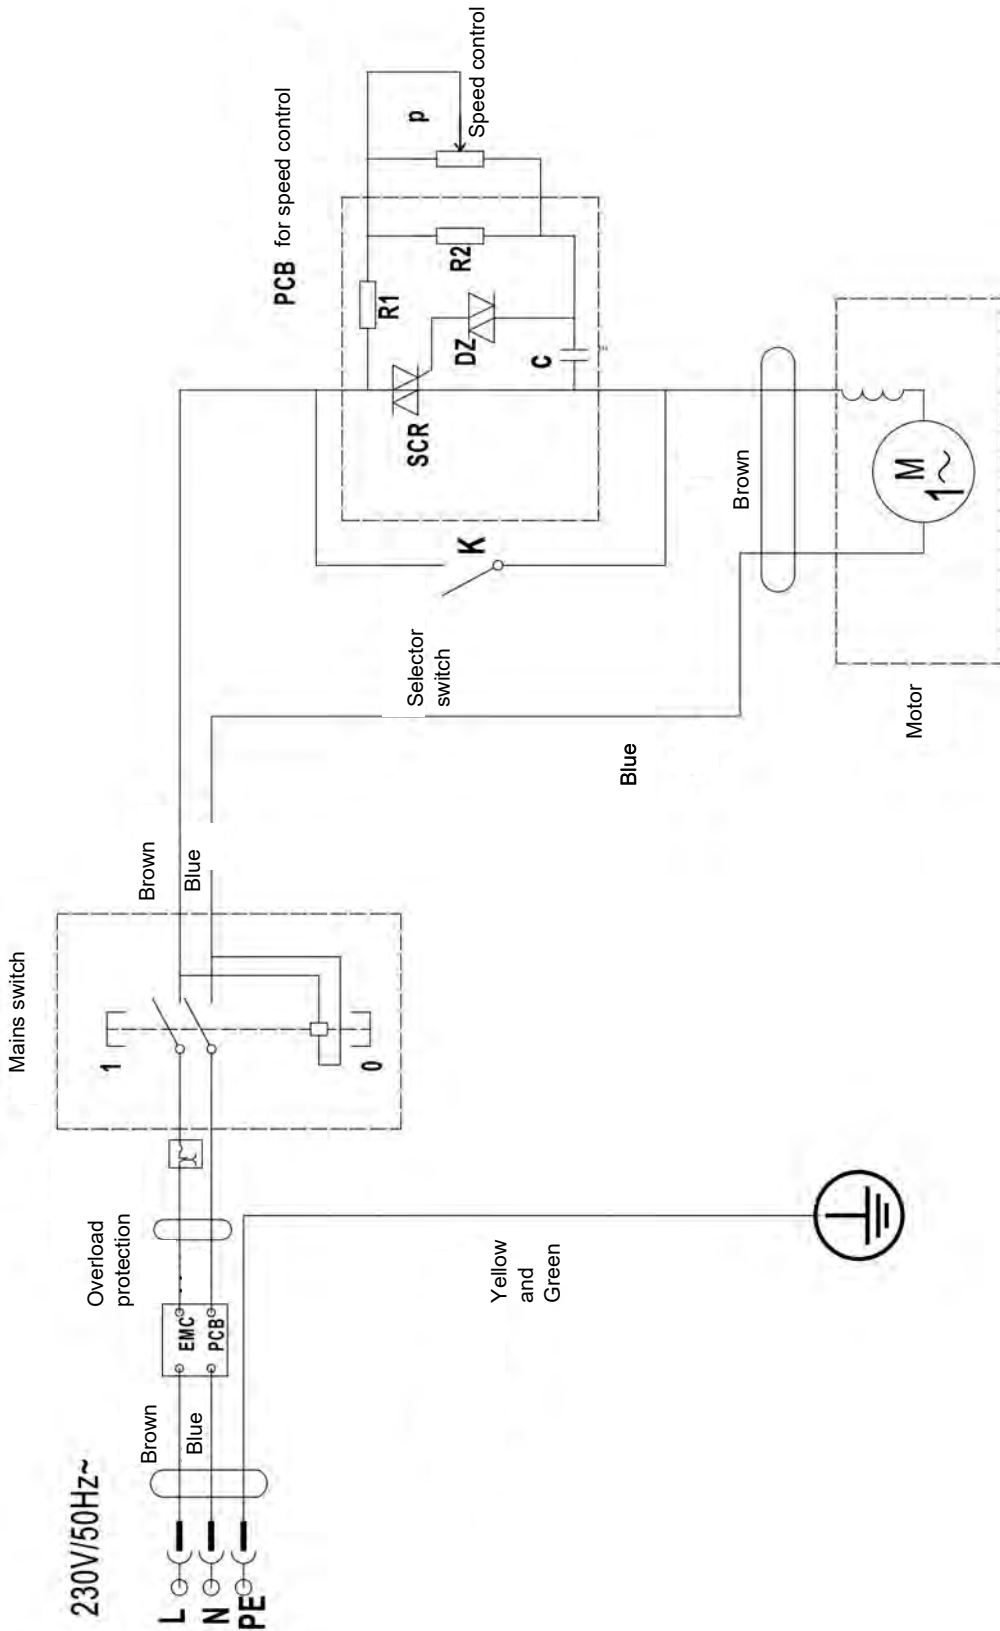 230V/50Hz~
L
N
PE
Brown
Blue
EMC
PCB
Overload
protection
Yellow
and
Green
Mains switch
1
0
Brown
Blue
Selector
switch
K
Blue
PCB for speed control
R1
R2
SCR
DZ
C
p
Speed control
Brown
M
1~
Motor